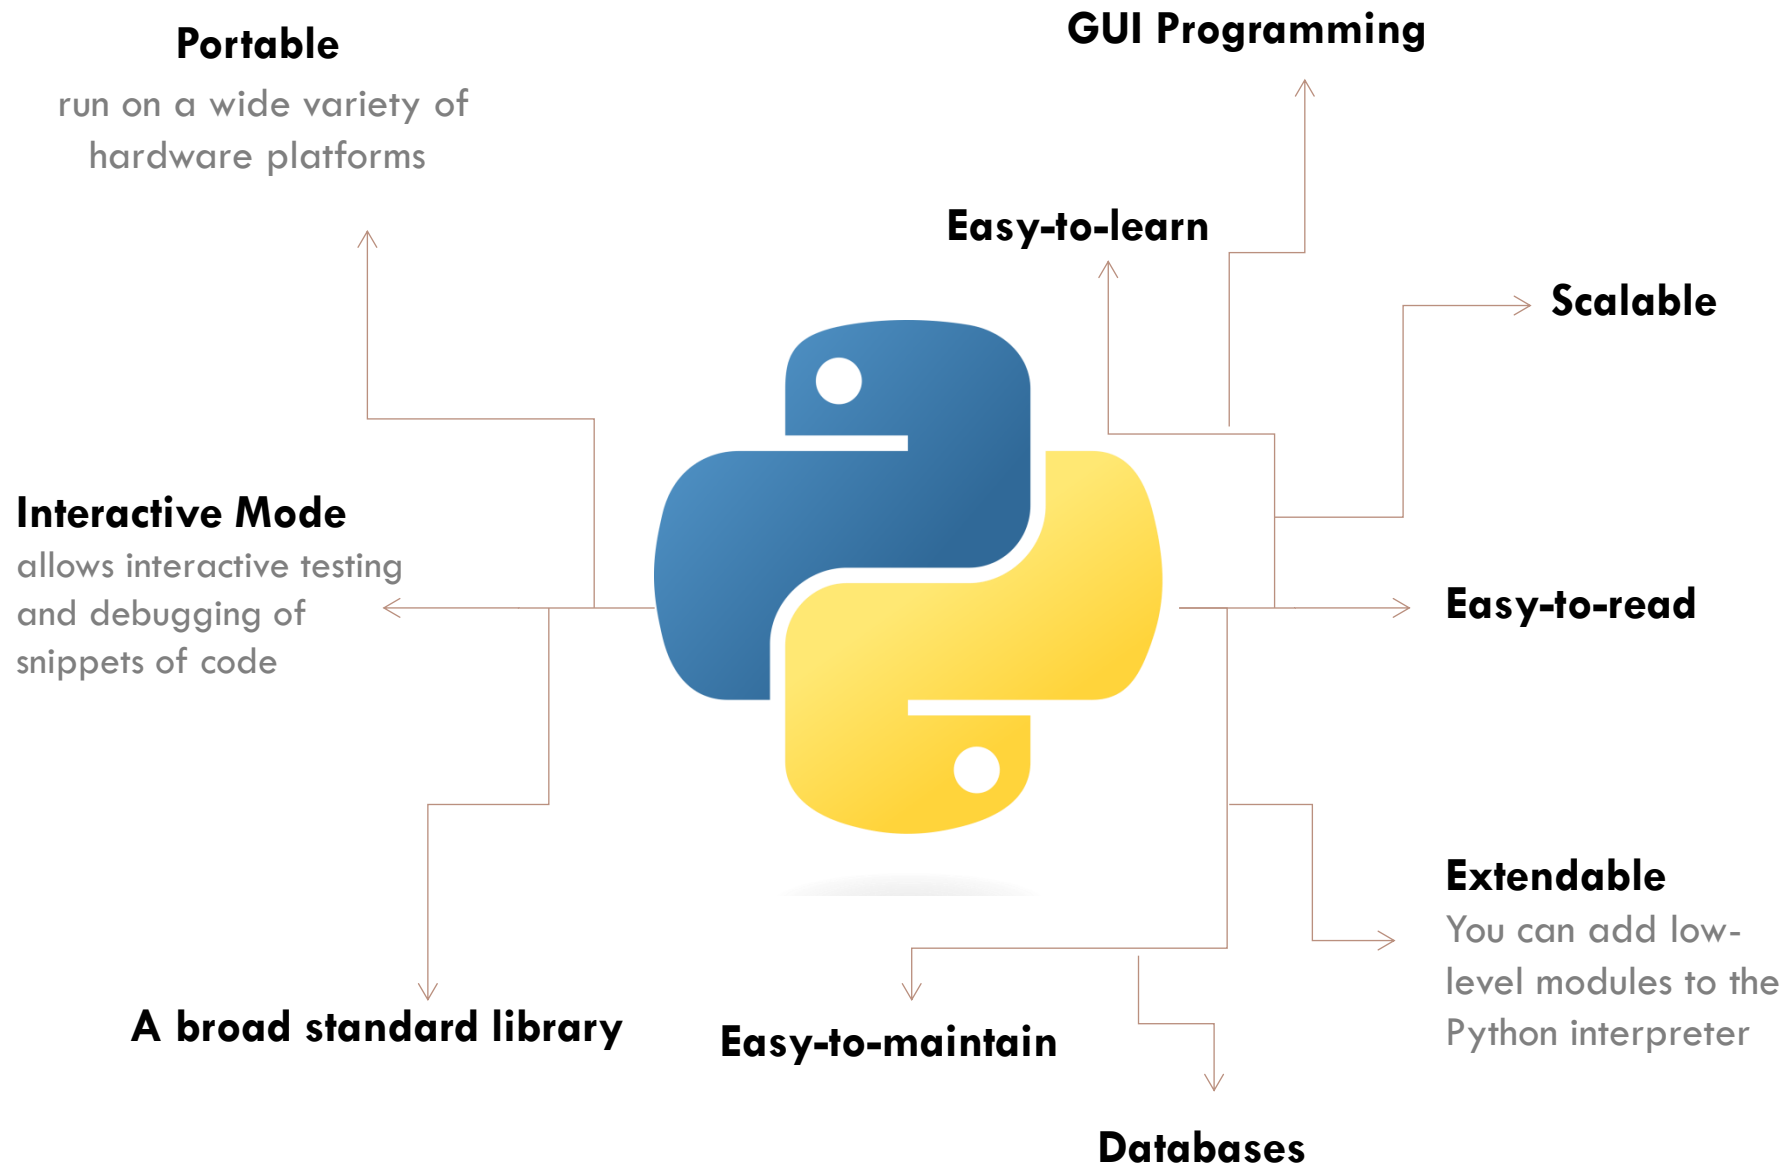 Portable
run on a wide variety of
hardware platforms
GUI Programming
Easy-to-learn
Scalable
Interactive Mode
allows interactive testing
and debugging of
snippets of code
Easy-to-read
Extendable
You can add low-
level modules to the
Python interpreter
A broad standard library
Easy-to-maintain
Databases